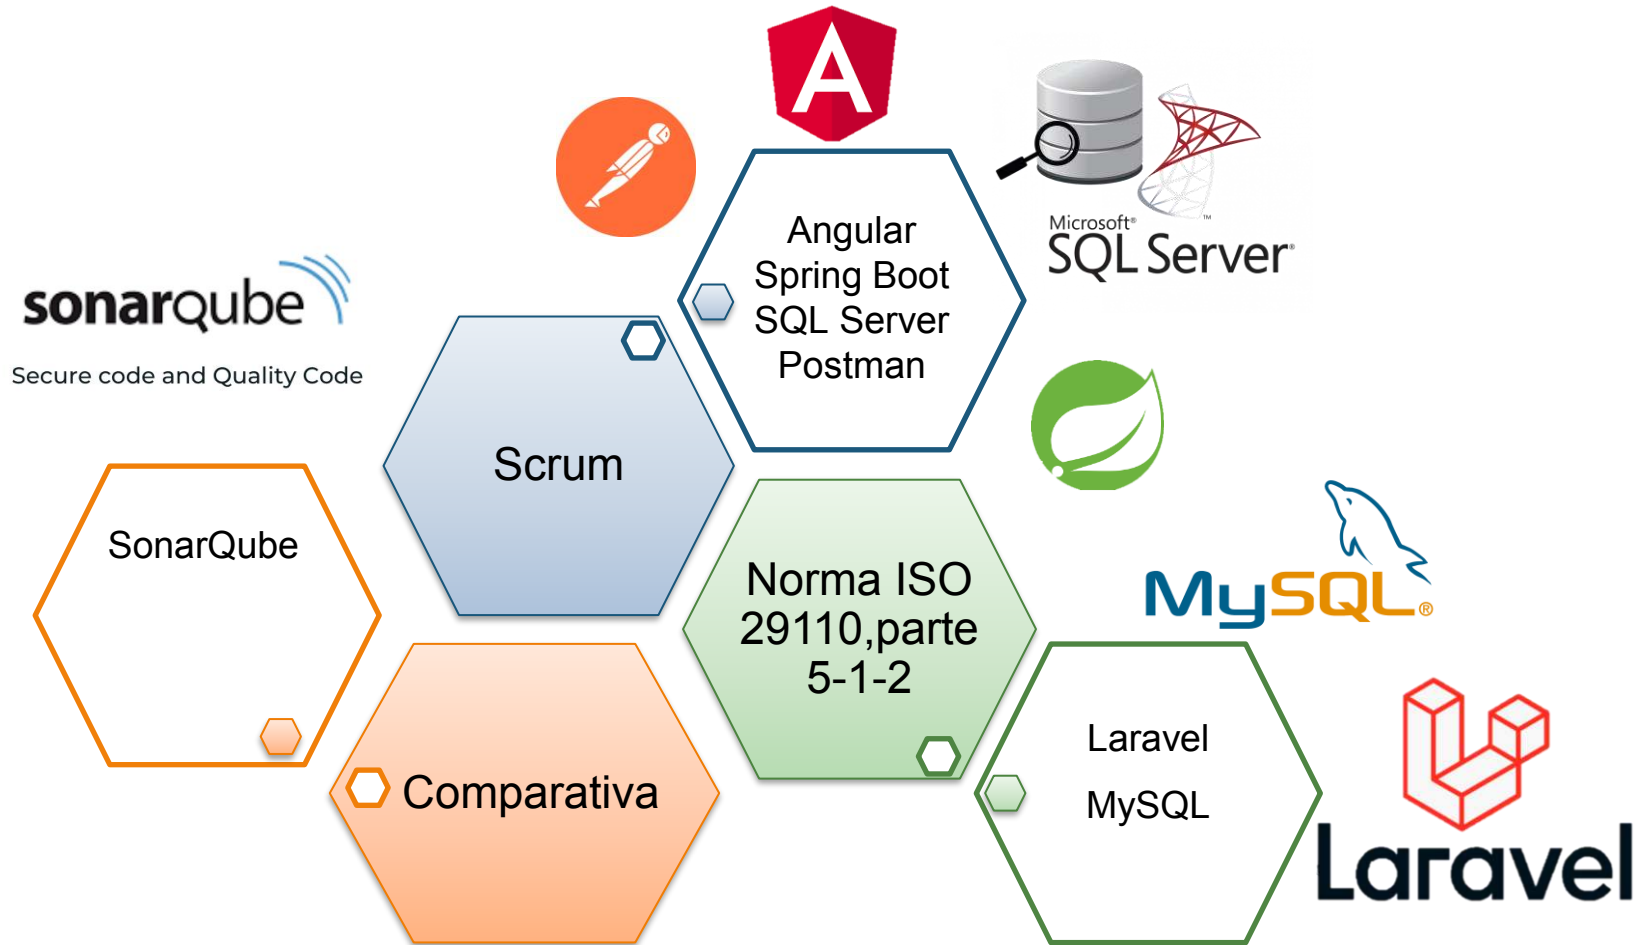 Angular
Spring Boot
SQL Server
Postman
Microsoft®
SQL Server®
™
sonarqube
Secure code and Quality Code
Scrum
SonarQube
Norma ISO
29110,parte
5-1-2
MySQL®
Comparativa
Laravel
MySQL
Laravel